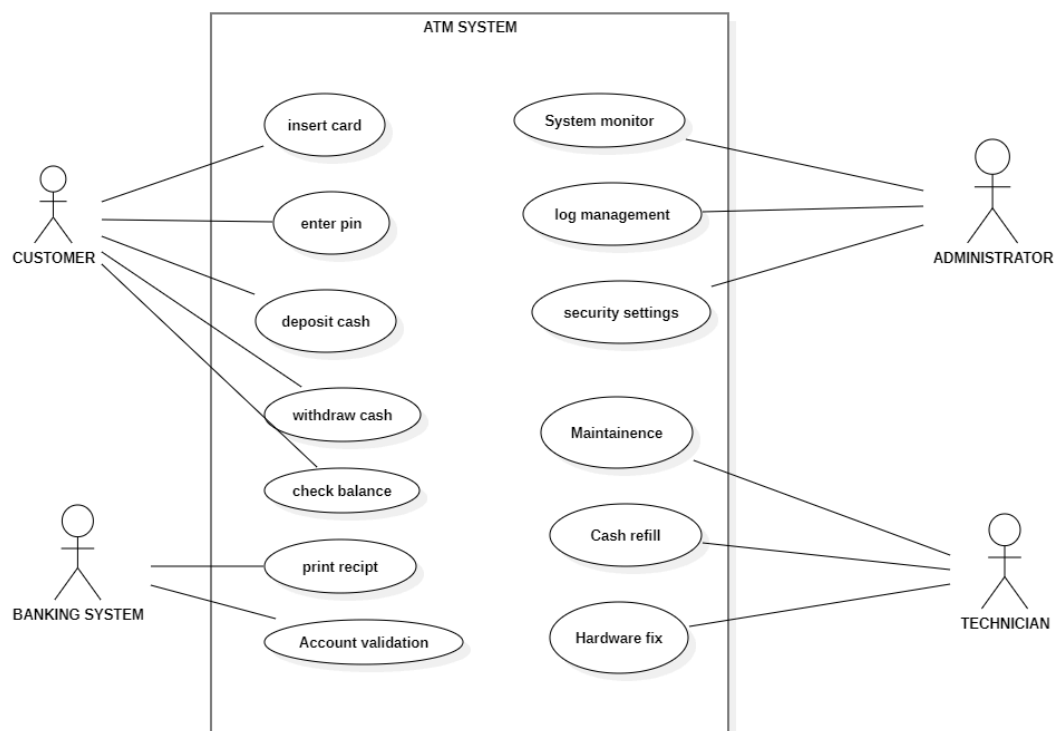 ATM SYSTEM
insert card
System monitor
enter pin
log management
CUSTOMER
ADMINISTRATOR
deposit cash
security settings
withdraw cash
Maintainence
check balance
Cash refill
print recipt
BANKING SYSTEM
TECHNICIAN
Account validation
Hardware fix